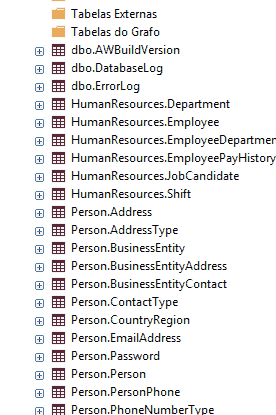 Tabelas Externas
Tabelas do Grafo
dbo.AWBuildVersion
dbo.DatabaseLog
dbo.ErrorLog
HumanResources.Department
HumanResources.Employee
HumanResources.EmployeeDepartmen
HumanResources.EmployeePayHistory
HumanResources.JobCandidate
HumanResources.Shift
Person.Address
Person.AddressType
Person.BusinessEntity
Person.BusinessEntityAddress
Person.BusinessEntityContact
Person.ContactType
Person.CountryRegion
Person.EmailAddress
Person.Password
Person.Person
Person.PersonPhone
Person.PhoneNumberType